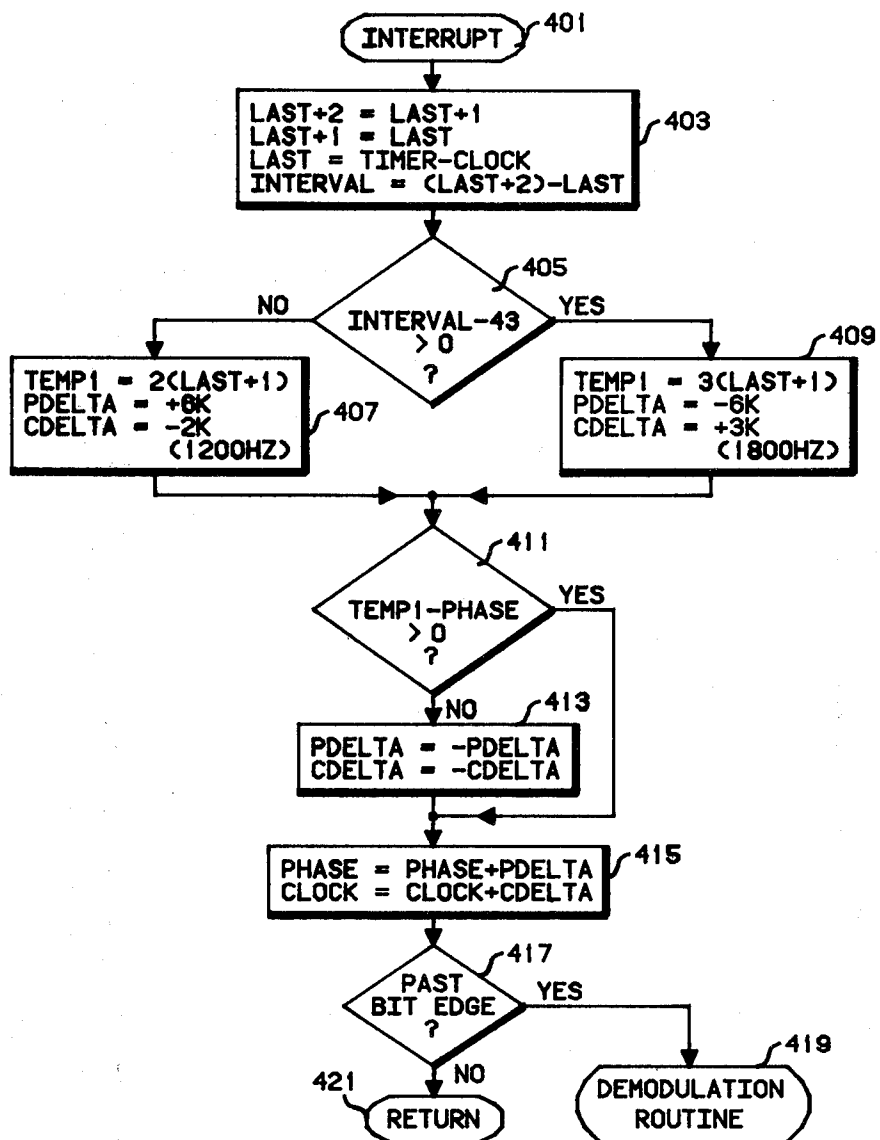 INTERRUPT
401
LAST+2 = LAST+1
LAST+1 = LAST
LAST = TIMER-CLOCK
INTERVAL = (LAST+2)-LAST
403
405
INTERVAL-43
> 0
?
NO
YES
TEMP1 = 2(LAST+1)
PDELTA = +6K
CDELTA = -2K
(1200HZ)
407
409
TEMP1 = 3(LAST+1)
PDELTA = -6K
CDELTA = +3K
(1800HZ)
411
TEMP1-PHASE
> 0
?
YES
NO
413
PDELTA = -PDELTA
CDELTA = -CDELTA
PHASE = PHASE+PDELTA
CLOCK = CLOCK+CDELTA
415
417
PAST
BIT EDGE
?
YES
NO
419
DEMODULATION
ROUTINE
421
RETURN